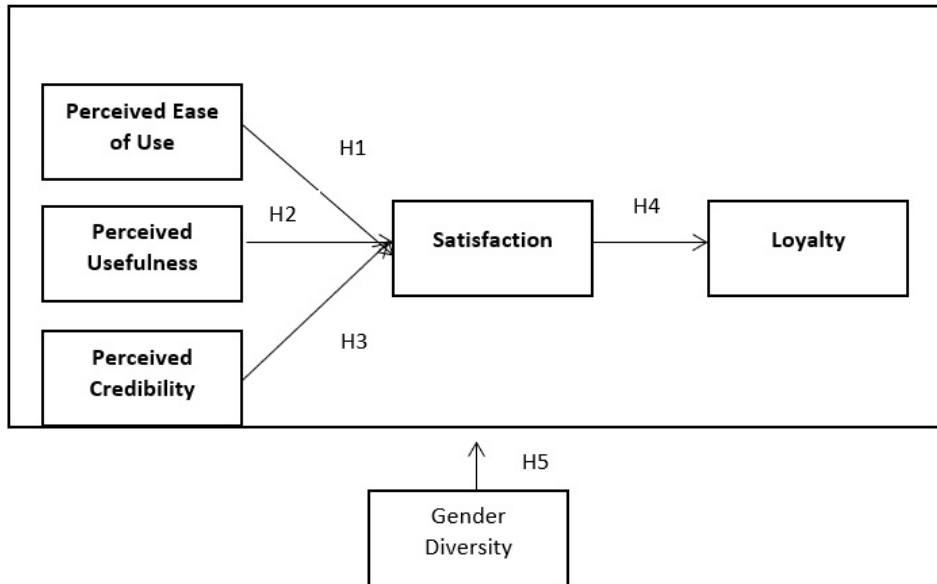 Perceived Ease
of Use
H1
H2
Perceived
Usefulness
Satisfaction
H4
Loyalty
H3
Perceived
Credibility
H5
Gender
Diversity